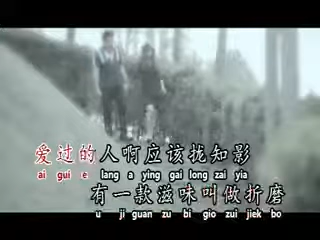 爱过的人啊应该拢知影
ai gui e lang a ying gai long zai yia
有一款滋味叫做折磨
u ji guan zu bi gio zui jiek bo